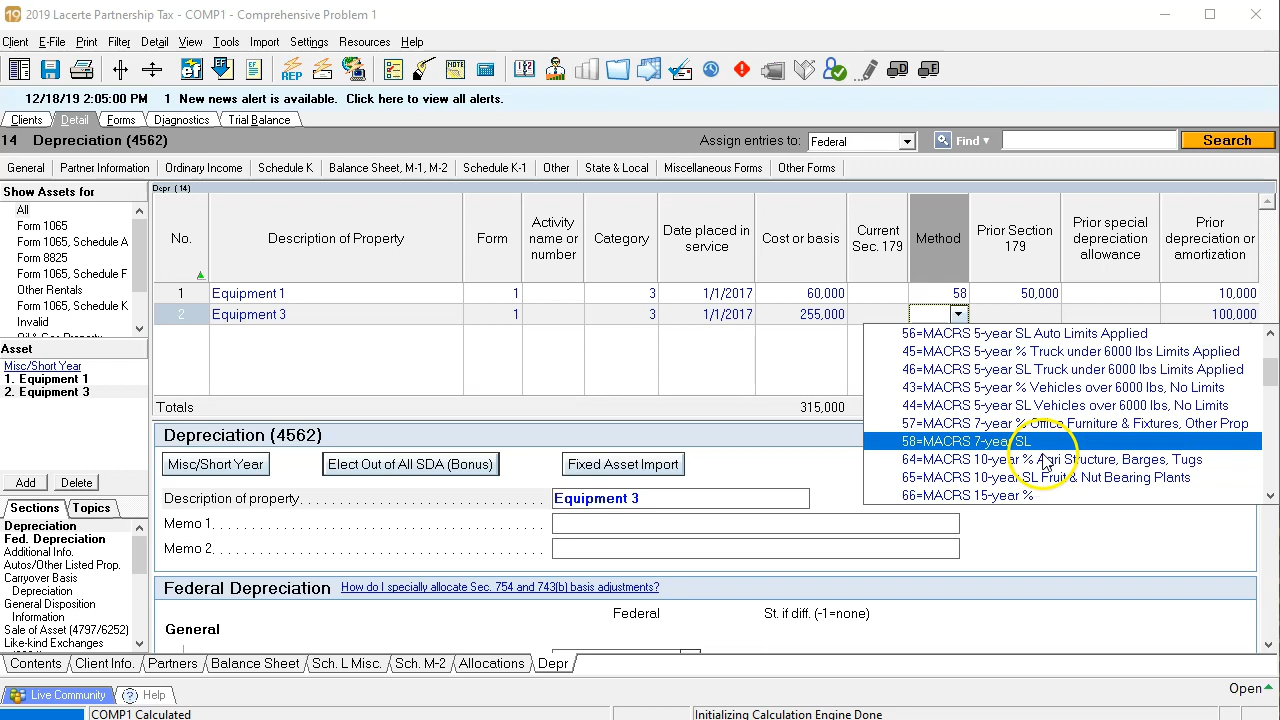 19 2019 Lacerte Partnership Tax - COMP1 - Comprehensive Problem 1
Client E-File Print Filter Detail View Tools Import Settings Resources Help
REP
12/18/19 2:05:00 PM 1 New news alert is available. Click here to view all alerts.
Clients Detail Forms Diagnostics Trial Balance
14 Depreciation (4562) Assign entries to: Federal Find Search
General Partner Information Ordinary Income Schedule K Balance Sheet, M-1, M-2 Schedule K-1 Other State & Local Miscellaneous Forms Other Forms
Show Assets for
All
Form 1065
Form 1065, Schedule A
Form 8825
Form 1065, Schedule F
Other Rentals
Form 1065, Schedule K
Invalid
Oil & Gas
Asset
Misc/Short Year
1. Equipment 1
2. Equipment 3
Add Delete
Sections Topics
Depreciation
Fed. Depreciation
Additional Info.
Autos/Other Listed Prop.
Carryover Basis
Depreciation
General Disposition
Information
Sale of Asset (4797/6252)
Like-kind Exchanges
Depr (14)
No. Description of Property Form Activity name or number Category Date placed in service Cost or basis Current Sec. 179 Method Prior Section 179 Prior special depreciation allowance Prior depreciation or amortization
1 Equipment 1 1 3 1/1/2017 60,000 58 50,000 10,000
2 Equipment 3 1 3 1/1/2017 255,000 100,000
Totals 315,000
56=MACRS 5-year SL Auto Limits Applied
45=MACRS 5-year % Truck under 6000 lbs Limits Applied
46=MACRS 5-year SL Truck under 6000 lbs Limits Applied
43=MACRS 5-year % Vehicles over 6000 lbs, No Limits
44=MACRS 5-year SL Vehicles over 6000 lbs, No Limits
57=MACRS 7-year % Office Furniture & Fixtures, Other Prop
58=MACRS 7-year SL
64=MACRS 10-year % Agri Structure, Barges, Tugs
65=MACRS 10-year SL Fruit & Nut Bearing Plants
66=MACRS 15-year %
Depreciation (4562)
Misc/Short Year Elect Out of All SDA (Bonus) Fixed Asset Import
Description of property Equipment 3
Memo 1
Memo 2
Federal Depreciation How do I specially allocate Sec. 754 and 743(b) basis adjustments?
Federal St. if diff. (-1=none)
General
Contents Client Info. Partners Balance Sheet Sch. L Misc. Sch. M-2 Allocations Depr
Live Community Help Open
COMP1 Calculated Initializing Calculation Engine Done